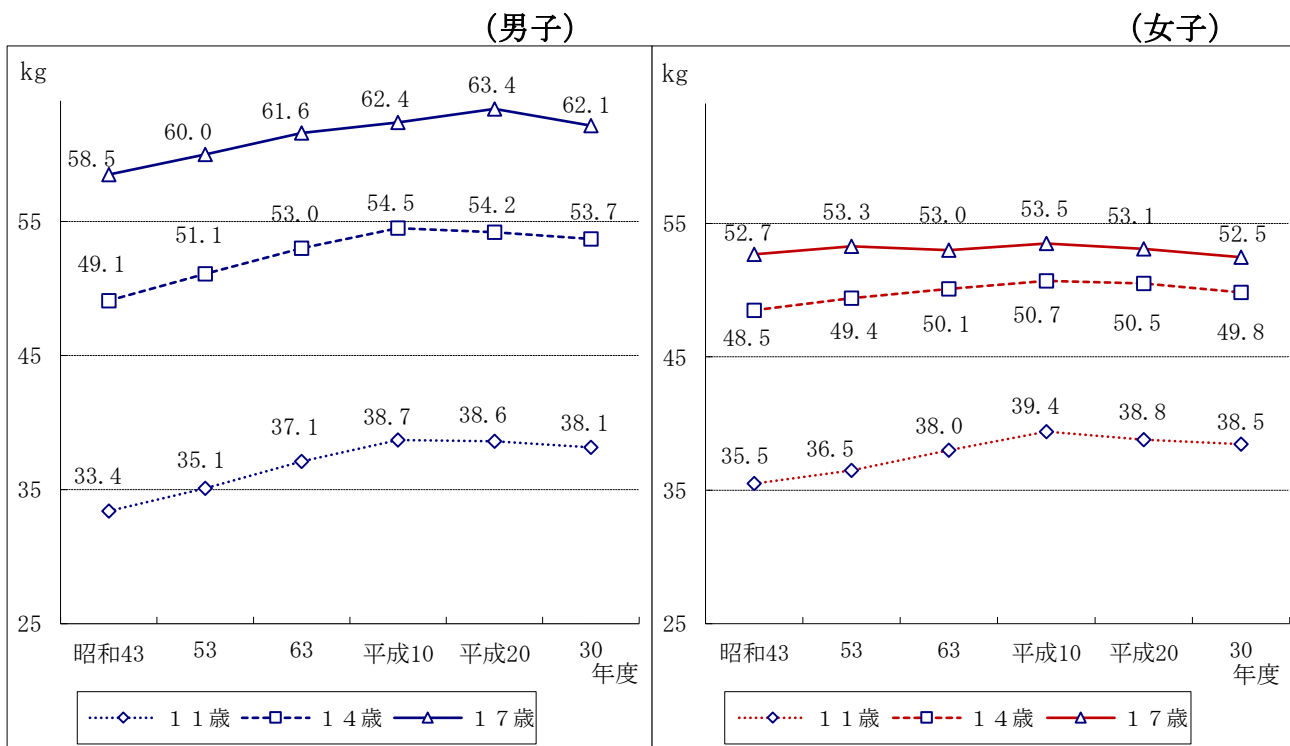 (男子)
kg
58.5 60.0 61.6 62.4 63.4 62.1
49.1 51.1 53.0 54.5 54.2 53.7
33.4 35.1 37.1 38.7 38.6 38.1
55
45
35
25
昭和43 53 63 平成10 平成20 30
年度
11歳 14歳 17歳
(女子)
kg
52.7 53.3 53.0 53.5 53.1 52.5
48.5 49.4 50.1 50.7 50.5 49.8
35.5 36.5 38.0 39.4 38.8 38.5
55
45
35
25
昭和43 53 63 平成10 平成20 30
年度
11歳 14歳 17歳